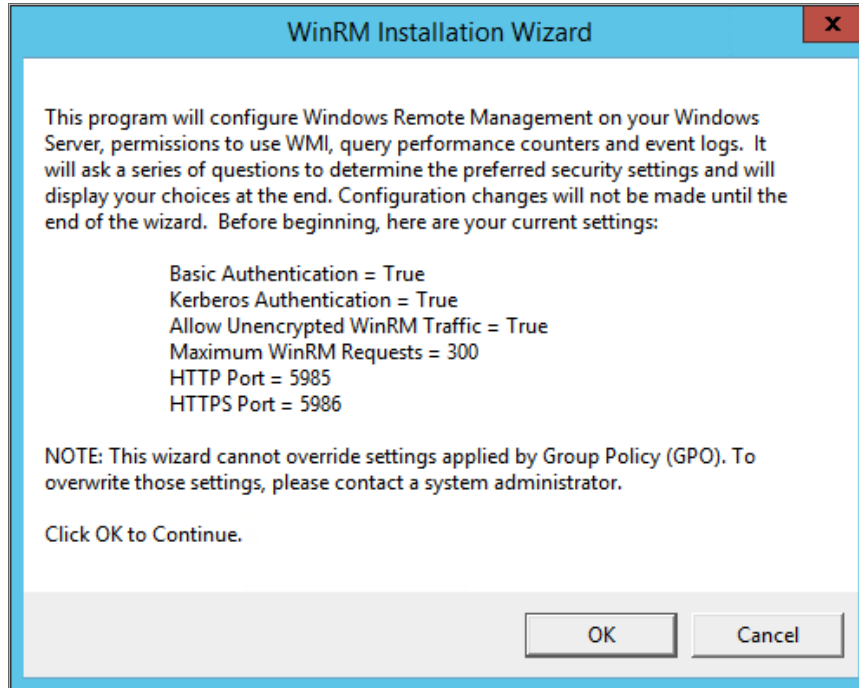 WinRM Installation Wizard
x
This program will configure Windows Remote Management on your Windows
Server, permissions to use WMI, query performance counters and event logs.  It
will ask a series of questions to determine the preferred security settings and will
display your choices at the end. Configuration changes will not be made until the
end of the wizard.  Before beginning, here are your current settings:
Basic Authentication = True
Kerberos Authentication = True
Allow Unencrypted WinRM Traffic = True
Maximum WinRM Requests = 300
HTTP Port = 5985
HTTPS Port = 5986
NOTE: This wizard cannot override settings applied by Group Policy (GPO). To
overwrite those settings, please contact a system administrator.
Click OK to Continue.
OK
Cancel